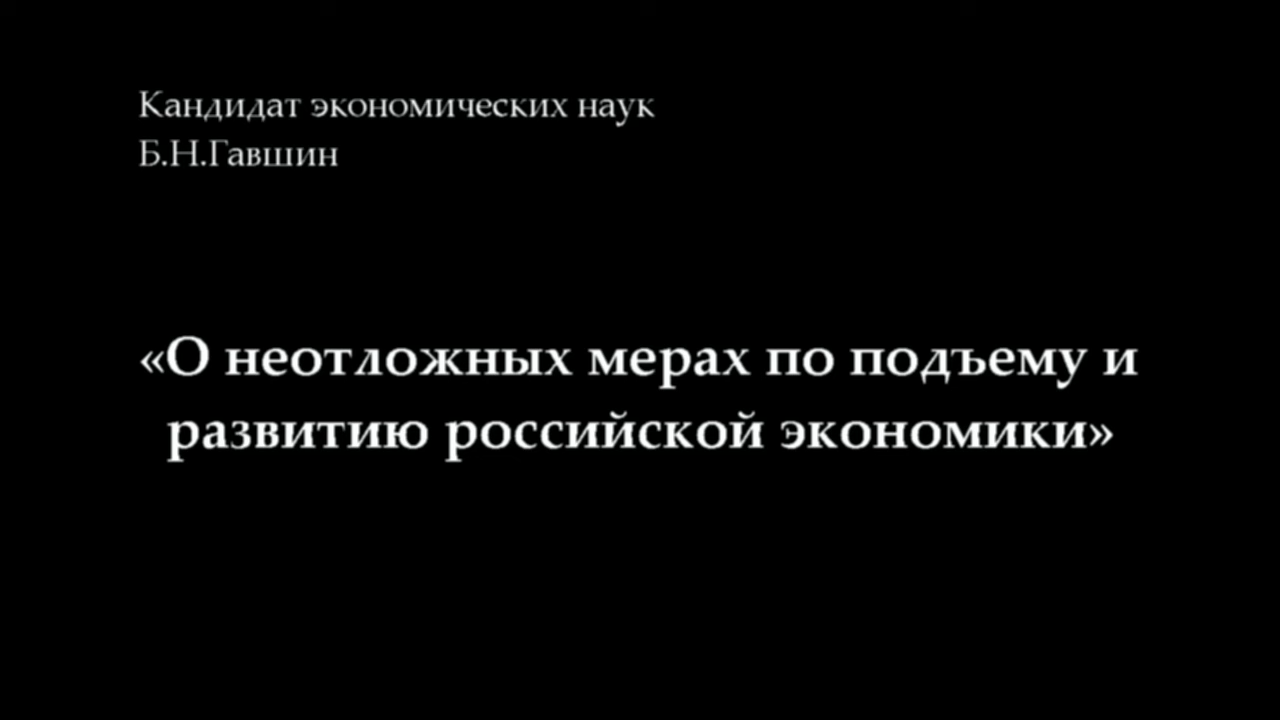 Кандидат экономических наук
Б.Н.Гавшин
«О неотложных мерах по подъему и
развитию российской экономики»